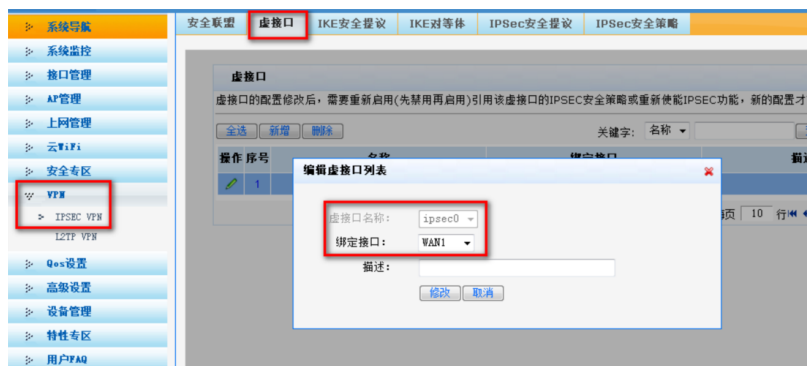 系统导航
系统监控
接口管理
AP管理
上网管理
云WiFi
安全专区
VPN
IPSEC VPN
L2TP VPN
Qos设置
高级设置
设备管理
特性专区
用户FAQ
安全联盟 虚接口 IKE安全提议 IKE对等体 IPSec安全提议 IPSec安全策略
虚接口
虚接口的配置修改后，需要重新启用(先禁用再启用)引用该虚接口的IPSEC安全策略或重新使能IPSEC功能，新的配置才
全选 新增 删除 关键字： 名称
操作 序号 名称 绑定接口 描述
1
页 10 行
编辑虚接口列表
虚接口名称： ipsec0
绑定接口： WAN1
描述：
修改 取消